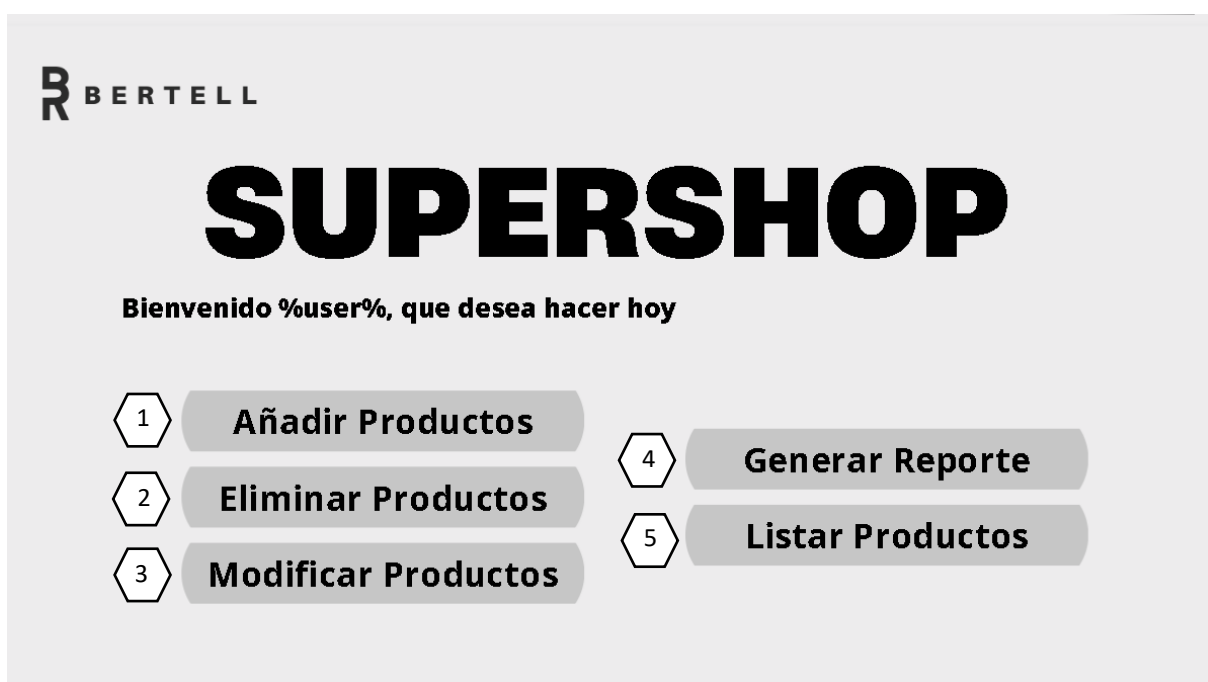 BR BERTELL
SUPERSHOP
Bienvenido %user%, que desea hacer hoy
1 Añadir Productos
2 Eliminar Productos
3 Modificar Productos
4 Generar Reporte
5 Listar Productos